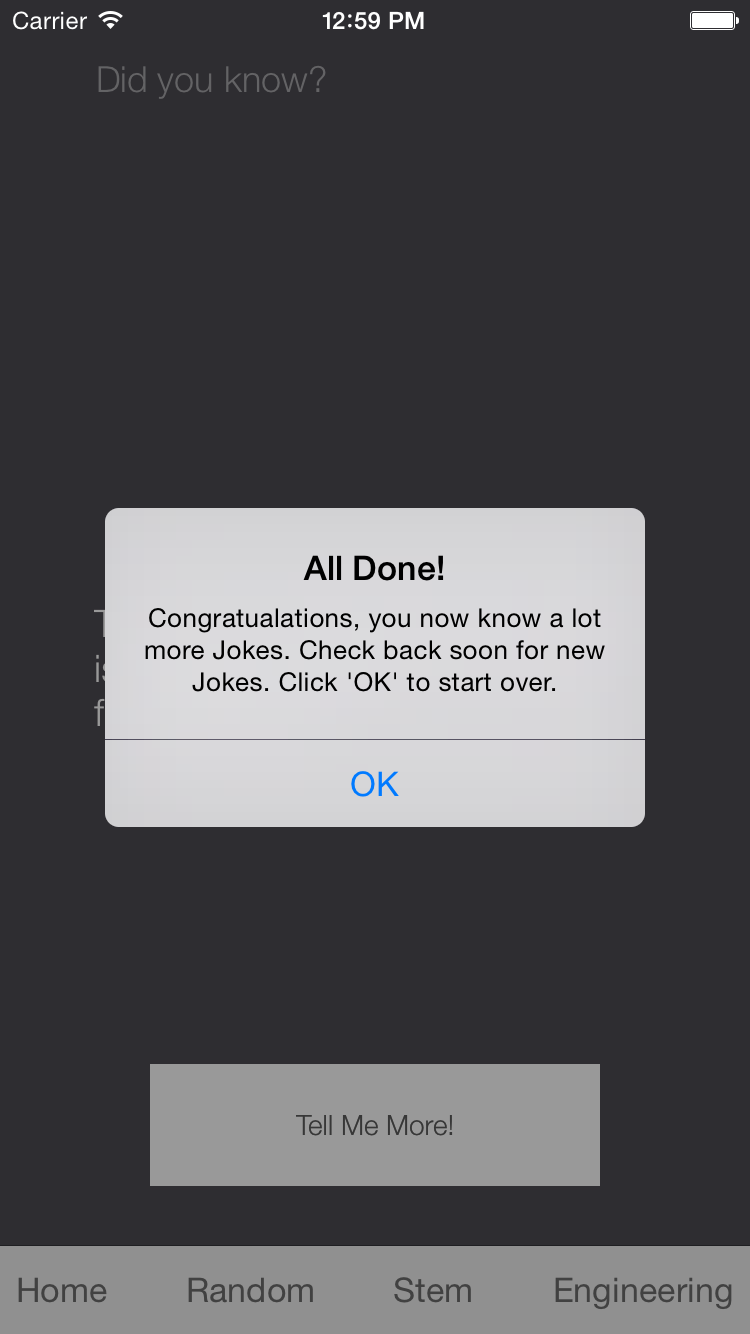 Carrier 12:59 PM
Did you know?
All Done!
Congratualations, you now know a lot
more Jokes. Check back soon for new
Jokes. Click 'OK' to start over.
OK
Tell Me More!
Home Random Stem Engineering